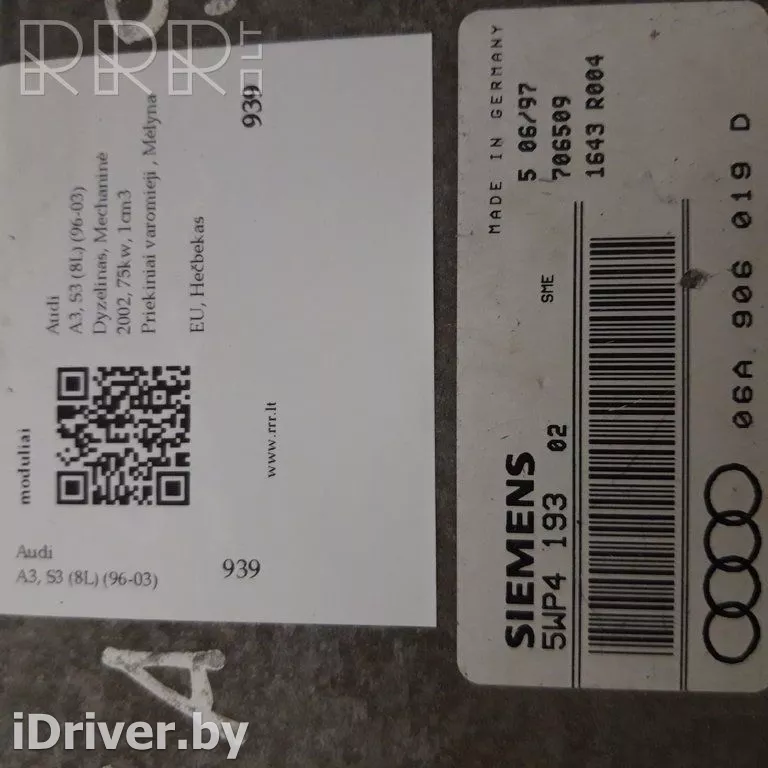 RRR.LT
moduliai
Audi
A3, S3 (8L) (96-03)
Dyzelinas, Mechaninė
2002, 75kw, 1cm3
Priekiniai varomieji , Mėlyna
EU, Hečbekas
939
www.rrr.lt
Audi
A3, S3 (8L) (96-03)
939
MADE IN GERMANY
5 06/97
706509
1643 R004
SIEMENS
5WP4 193 02
SME
06A 906 019 D
A
iDriver.by